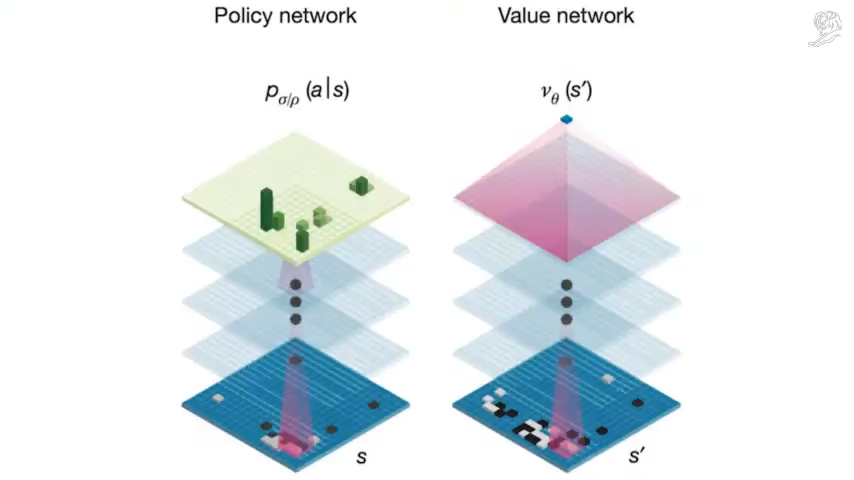 Policy network
Value network
pσ/ρ (a|s)
νθ (s′)
s
s′